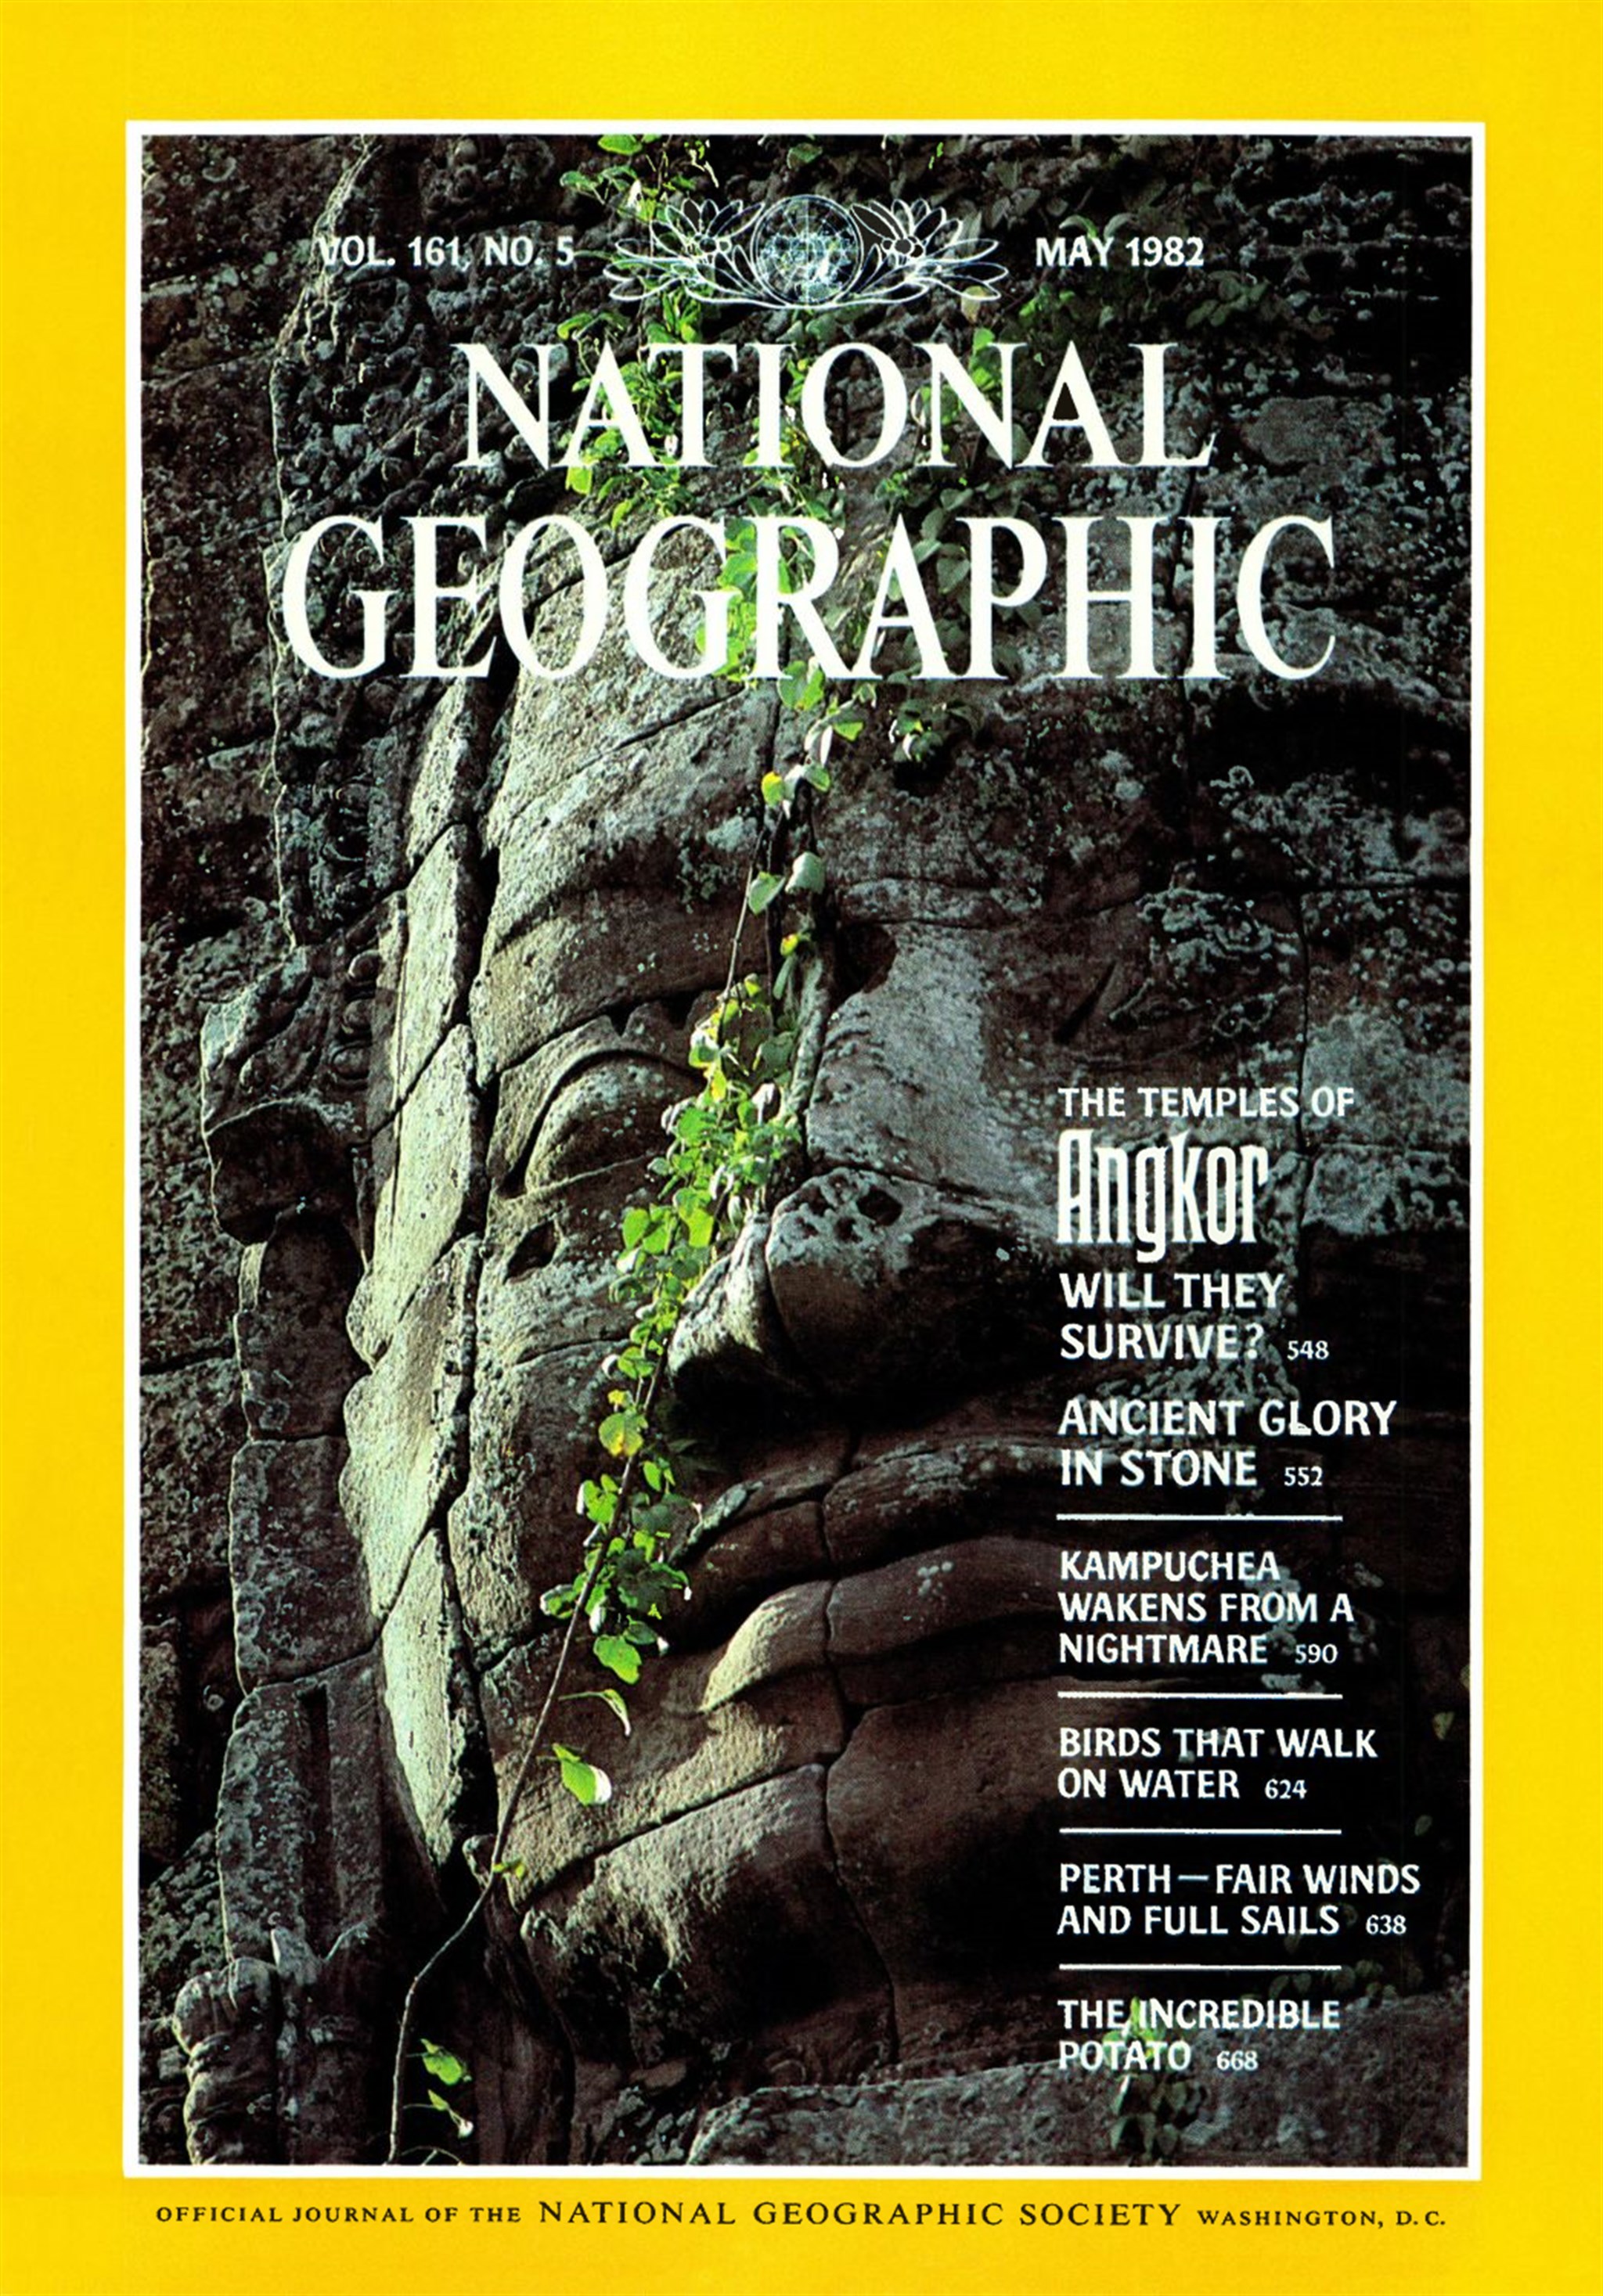 VOL. 161, NO. 5
MAY 1982
NATIONAL
GEOGRAPHIC
THE TEMPLES OF
Angkor
WILL THEY
SURVIVE? 548
ANCIENT GLORY
IN STONE 552
KAMPUCHEA
WAKENS FROM A
NIGHTMARE 590
BIRDS THAT WALK
ON WATER 624
PERTH—FAIR WINDS
AND FULL SAILS 638
THE INCREDIBLE
POTATO 668
OFFICIAL JOURNAL OF THE NATIONAL GEOGRAPHIC SOCIETY WASHINGTON, D.C.